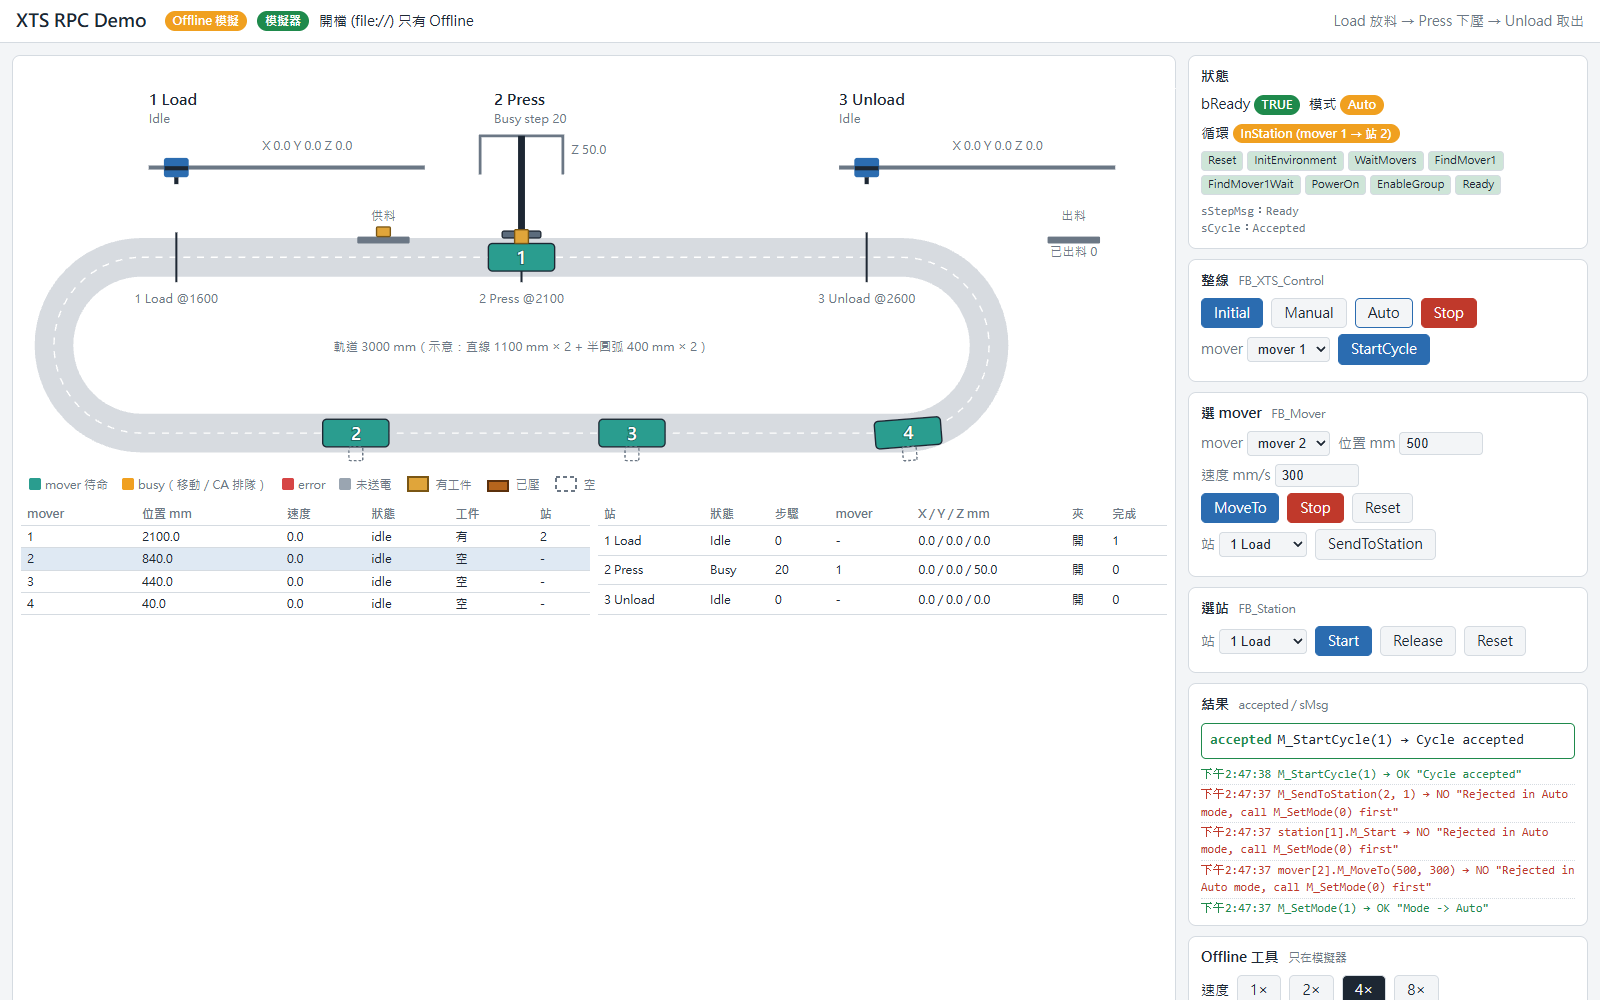 XTS RPC Demo Offline 模擬 模擬器 開檔 (file://) 只有 Offline
Load 放料 → Press 下壓 → Unload 取出
1 Load
Idle
X 0.0 Y 0.0 Z 0.0
2 Press
Busy step 20
Z 50.0
3 Unload
Idle
X 0.0 Y 0.0 Z 0.0
供料
出料
已出料 0
1
1 Load @1600
2 Press @2100
3 Unload @2600
軌道 3000 mm ( 示意 : 直線 1100 mm × 2 + 半圓弧 400 mm × 2 )
2
3
4
mover 待命 busy ( 移動 / CA 排隊 ) error 未送電 有工件 已壓 空
mover 位置 mm 速度 狀態 工件 站
1 2100.0 0.0 idle 有 2
2 840.0 0.0 idle 空 -
3 440.0 0.0 idle 空 -
4 40.0 0.0 idle 空 -
站 狀態 步驟 mover X / Y / Z mm 夾 完成
1 Load Idle 0 - 0.0 / 0.0 / 0.0 開 1
2 Press Busy 20 1 0.0 / 0.0 / 50.0 開 0
3 Unload Idle 0 - 0.0 / 0.0 / 0.0 開 0
狀態
bReady TRUE 模式 Auto
循環 InStation (mover 1 → 站 2)
Reset InitEnvironment WaitMovers FindMover1
FindMover1Wait PowerOn EnableGroup Ready
sStepMsg：Ready
sCycle：Accepted
整線 FB_XTS_Control
Initial Manual Auto Stop
mover mover 1 StartCycle
選 mover FB_Mover
mover mover 2 位置 mm 500
速度 mm/s 300
MoveTo Stop Reset
站 1 Load SendToStation
選站 FB_Station
站 1 Load Start Release Reset
結果 accepted / sMsg
accepted M_StartCycle(1) → Cycle accepted
下午2:47:38 M_StartCycle(1) → OK "Cycle accepted"
下午2:47:37 M_SendToStation(2, 1) → NO "Rejected in Auto
mode, call M_SetMode(0) first"
下午2:47:37 station[1].M_Start → NO "Rejected in Auto
mode, call M_SetMode(0) first"
下午2:47:37 mover[2].M_MoveTo(500, 300) → NO "Rejected in
Auto mode, call M_SetMode(0) first"
下午2:47:37 M_SetMode(1) → OK "Mode -> Auto"
Offline 工具 只在模擬器
速度 1× 2× 4× 8×